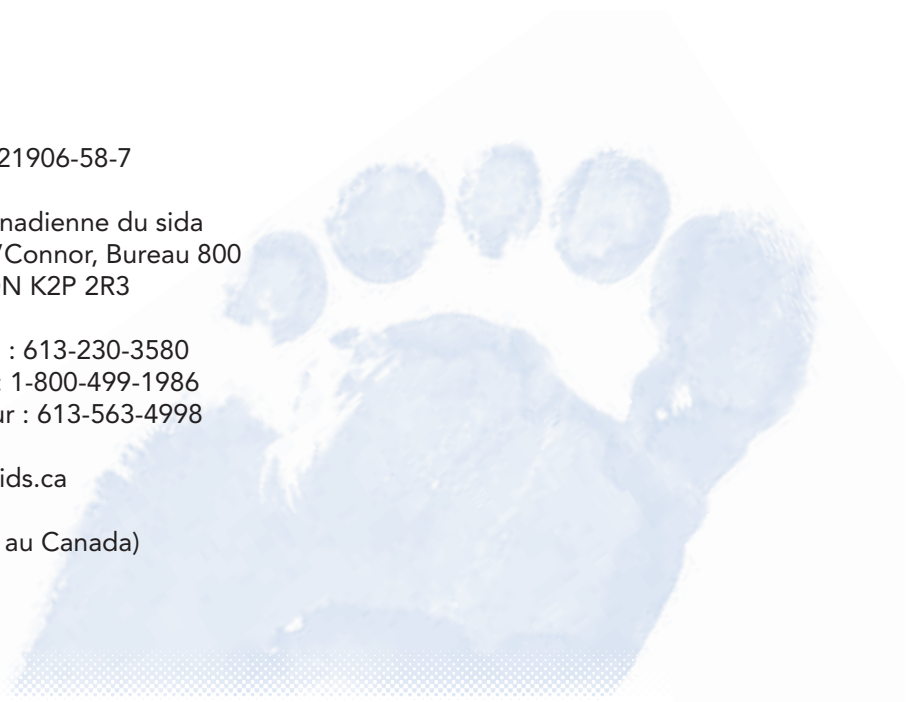 21906-58-7
nadienne du sida
'Connor, Bureau 800
N K2P 2R3
: 613-230-3580
: 1-800-499-1986
ur : 613-563-4998
ids.ca
au Canada)